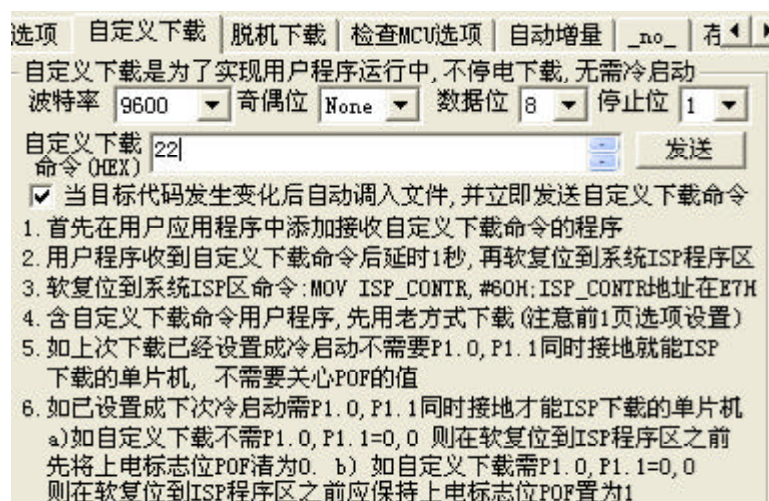 选项 自定义下载 脱机下载 检查MCU选项 自动增量 _no_
自定义下载是为了实现用户程序运行中,不停电下载,无需冷启动
波特率 9600 奇偶位 None 数据位 8 停止位 1
自定义下载
命令(HEX) 22 发送
当目标代码发生变化后自动调入文件,并立即发送自定义下载命令
1.首先在用户应用程序中添加接收自定义下载命令的程序
2.用户程序收到自定义下载命令后延时1秒,再软复位到系统ISP程序区
3.软复位到系统ISP区命令:MOV ISP_CONTR,#60H;ISP_CONTR地址在E7H
4.含自定义下载命令用户程序,先用老方式下载(注意前1页选项设置)
5.如上次下载已经设置成冷启动不需要P1.0,P1.1同时接地就能ISP
下载的单片机, 不需要关心POF的值
6.如已设置成下次冷启动需P1.0,P1.1同时接地才能ISP下载的单片机
a)如自定义下载不需P1.0,P1.1=0,0 则在软复位到ISP程序区之前
先将上电标志位POF清为0. b) 如自定义下载需P1.0,P1.1=0,0
则在软复位到ISP程序区之前应保持上电标志位POF置为1